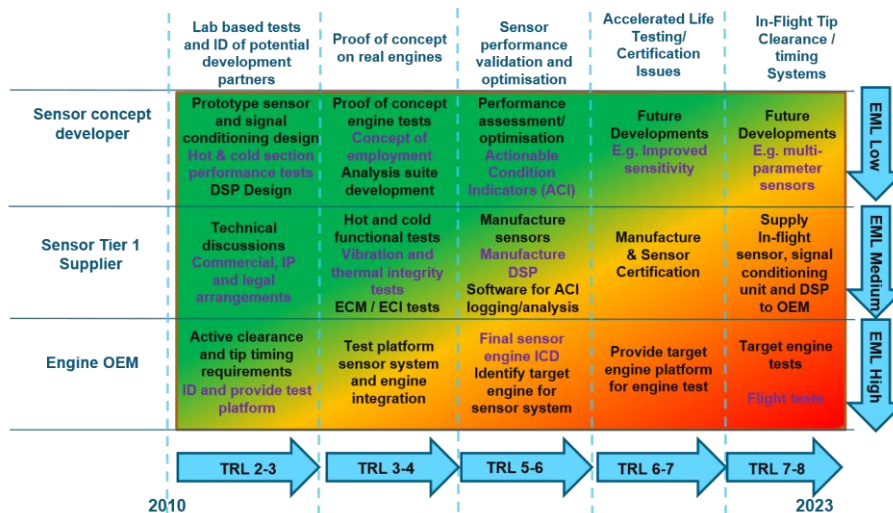 Lab based tests
and ID of potential
development
partners
Proof of concept
on real engines
Sensor
performance
validation and
optimisation
Accelerated Life
Testing/
Certification
Issues
In-Flight Tip
Clearance /
timing
Systems
Sensor concept
developer
Prototype sensor
and signal
conditioning design
Hot & cold section
performance tests
DSP Design
Proof of concept
engine tests
Concept of
employment
Analysis suite
development
Performance
assessment/
optimisation
Actionable
Condition
Indicators (ACI)
Future
Developments
E.g. Improved
sensitivity
Future
Developments
E.g. multi-
parameter
sensors
EML Low
Sensor Tier 1
Supplier
Technical
discussions
Commercial, IP
and legal
arrangements
Hot and cold
functional tests
Vibration and
thermal integrity
tests
ECM / ECI tests
Manufacture
sensors
Manufacture
DSP
Software for ACI
logging/analysis
Manufacture
& Sensor
Certification
Supply
In-flight
sensor, signal
conditioning
unit and DSP
to OEM
EML Medium
Engine OEM
Active clearance
and tip timing
requirements
ID and provide test
platform
Test platform
sensor system
and engine
integration
Final sensor
engine ICD
Identify target
engine for
sensor system
Provide target
engine platform
for engine test
Target engine
tests
Flight tests
EML High
TRL 2-3
TRL 3-4
TRL 5-6
TRL 6-7
TRL 7-8
2010
2023